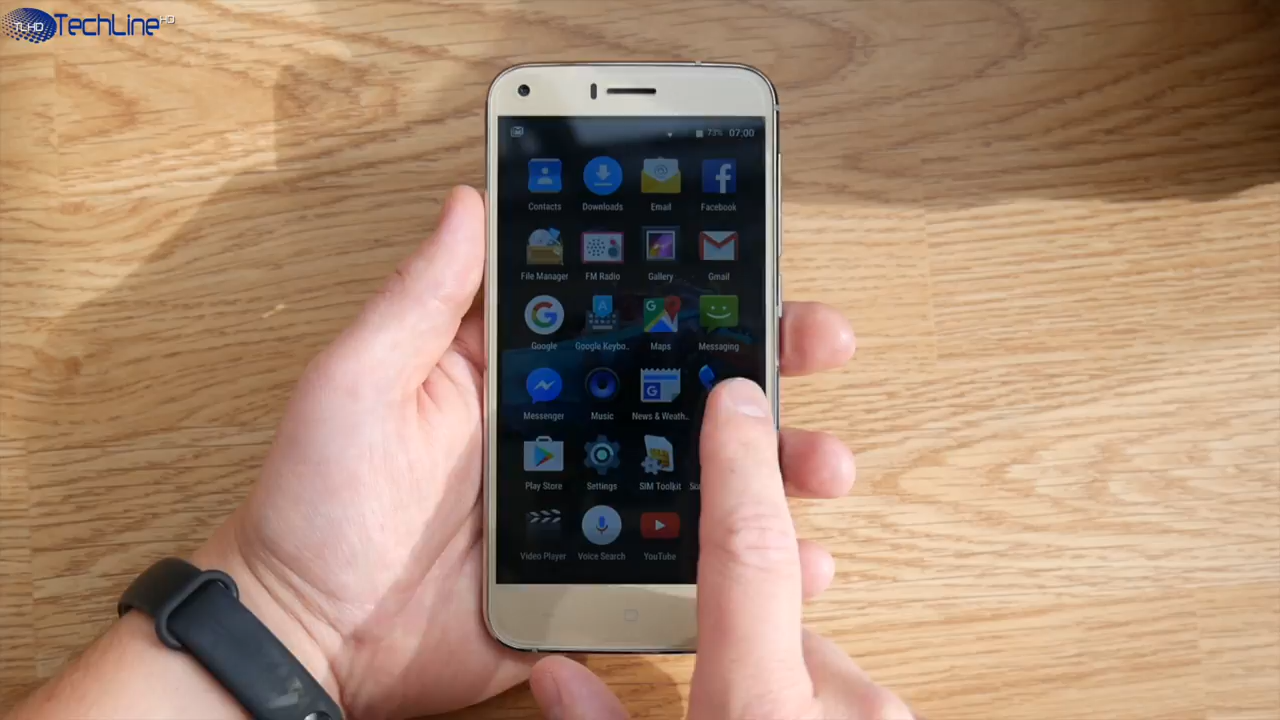 TLHD TechLine HD
73% 07:00
Contacts Downloads Email Facebook
File Manager FM Radio Gallery Gmail
Google Google Keybo.. Maps Messaging
Messenger Music News & Weath..
Play Store Settings SIM Toolkit
Video Player Voice Search YouTube